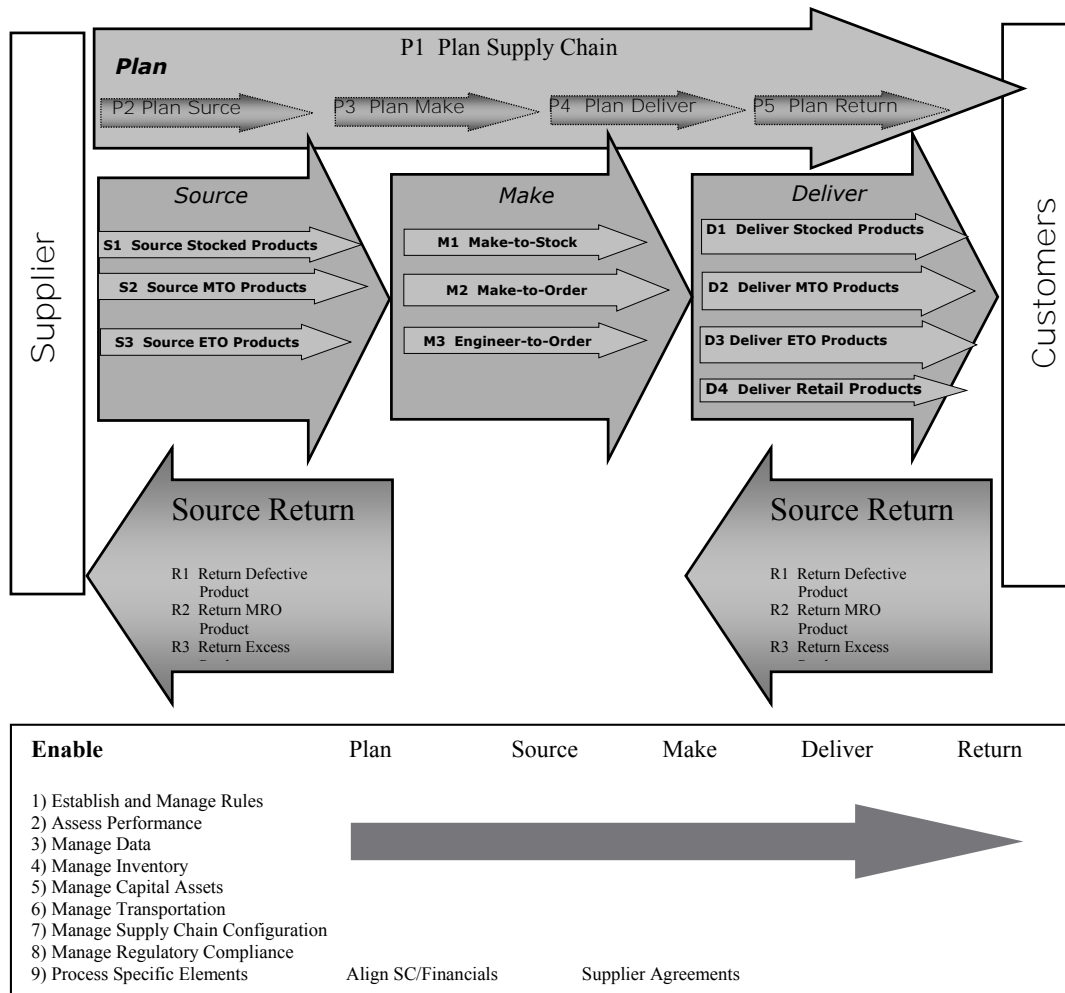 P1 Plan Supply Chain
Plan
P2 Plan Surce
P3 Plan Make
P4 Plan Deliver
P5 Plan Return
Supplier
Customers
Source
S1 Source Stocked Products
S2 Source MTO Products
S3 Source ETO Products
Make
M1 Make-to-Stock
M2 Make-to-Order
M3 Engineer-to-Order
Deliver
D1 Deliver Stocked Products
D2 Deliver MTO Products
D3 Deliver ETO Products
D4 Deliver Retail Products
Source Return
R1 Return Defective
Product
R2 Return MRO
Product
R3 Return Excess
Source Return
R1 Return Defective
Product
R2 Return MRO
Product
R3 Return Excess
Enable Plan Source Make Deliver Return
1) Establish and Manage Rules
2) Assess Performance
3) Manage Data
4) Manage Inventory
5) Manage Capital Assets
6) Manage Transportation
7) Manage Supply Chain Configuration
8) Manage Regulatory Compliance
9) Process Specific Elements Align SC/Financials Supplier Agreements